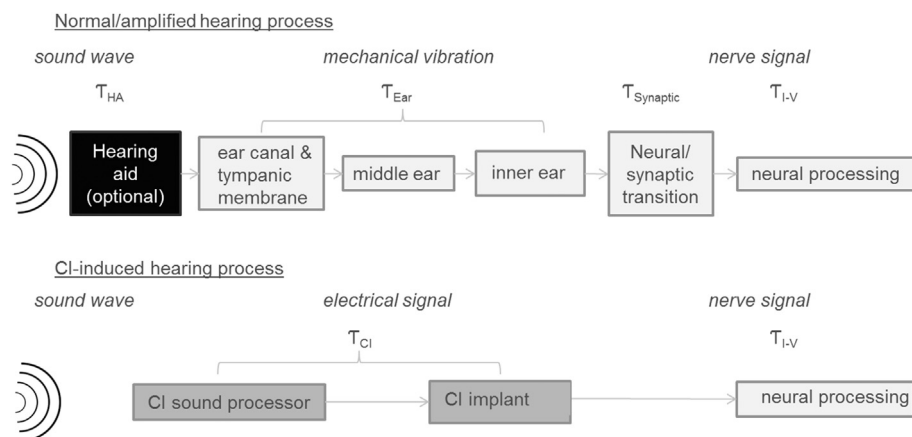 Normal/amplified hearing process
sound wave mechanical vibration nerve signal
τHA τEar τSynaptic τI-V
Hearing
aid
(optional)
ear canal &
tympanic
membrane
middle ear
inner ear
Neural/
synaptic
transition
neural processing
CI-induced hearing process
sound wave electrical signal nerve signal
τCI τI-V
CI sound processor
CI implant
neural processing